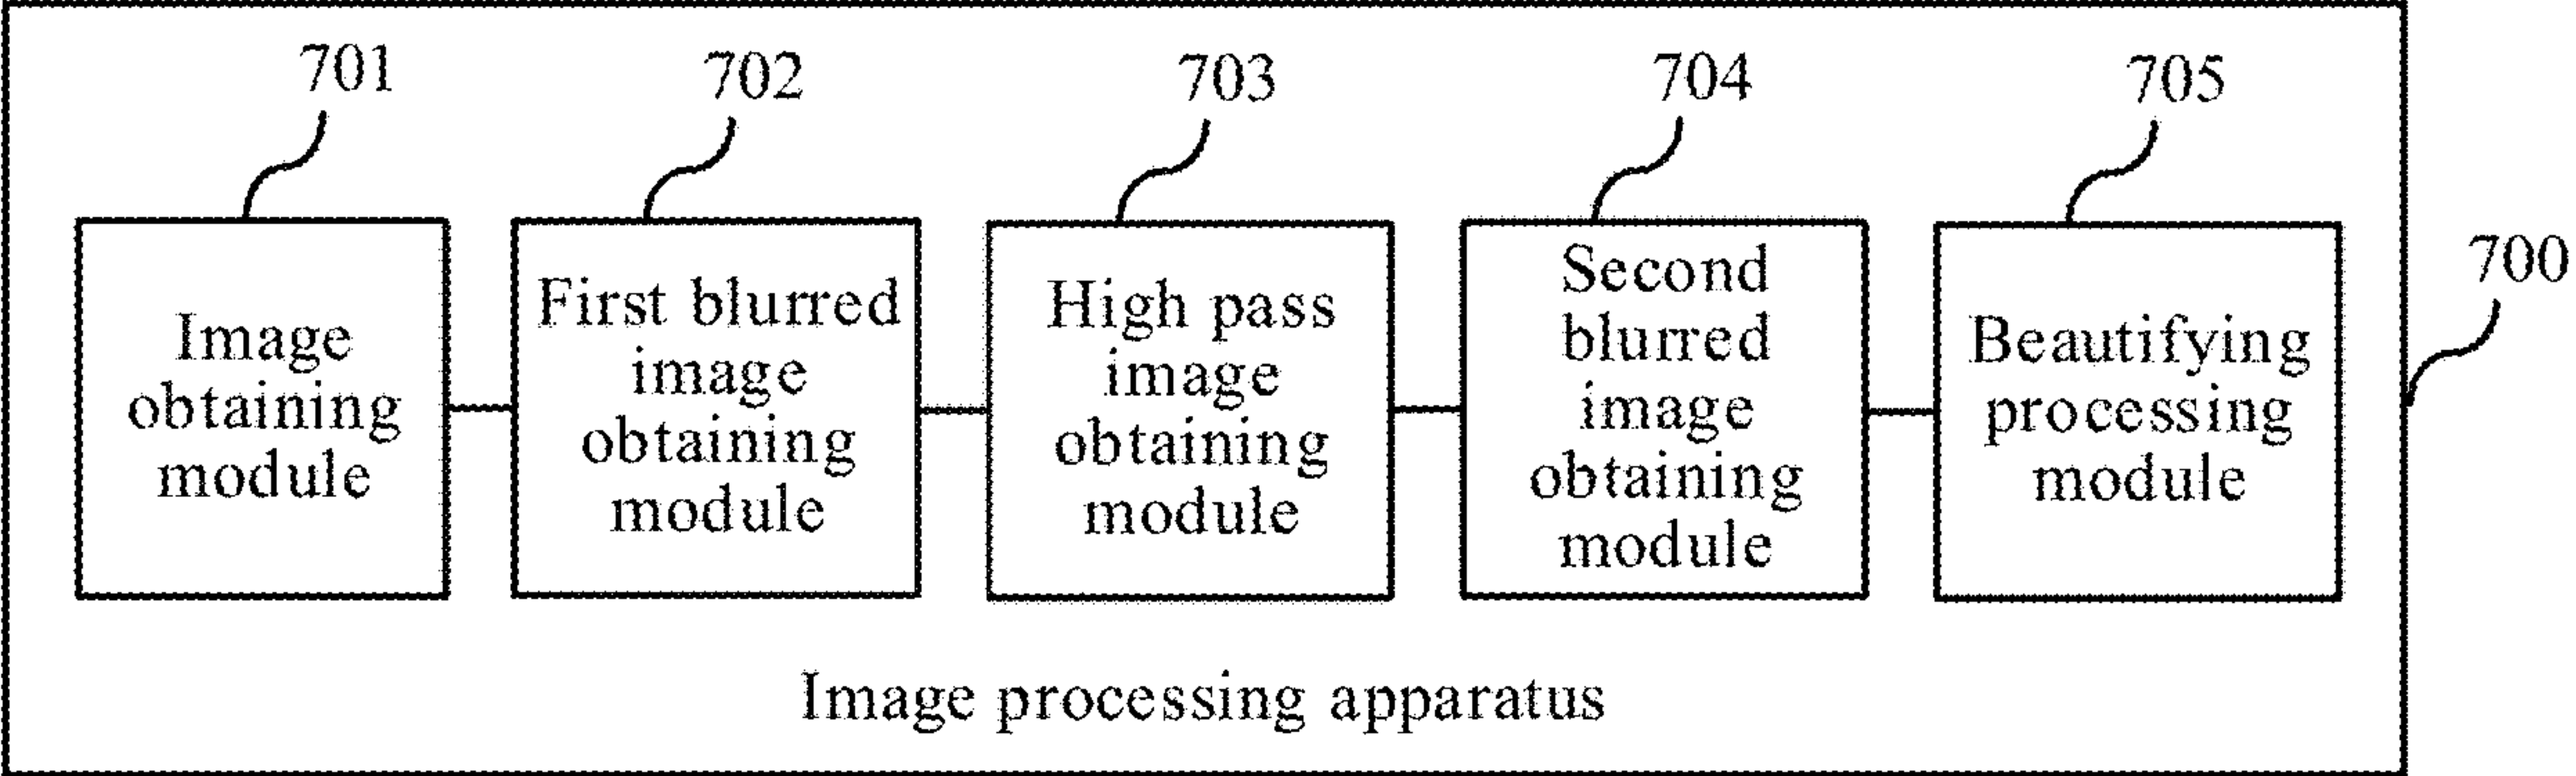 701
702
703
704
705
700
Image
obtaining
module
First blurred
image
obtaining
module
High pass
image
obtaining
module
Second
blurred
image
obtaining
module
Beautifying
processing
module
Image processing apparatus